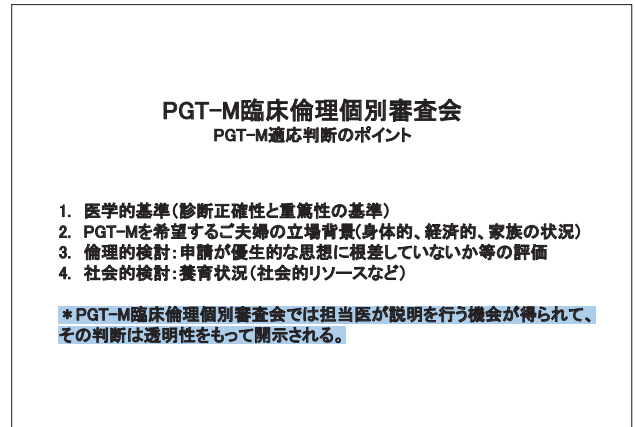 PGT-M臨床倫理個別審査会
PGT-M適応判断のポイント
1. 医学的基準(診断正確性と重篤性の基準)
2. PGT-Mを希望するご夫婦の立場背景(身体的、経済的、家族の状況)
3. 倫理的検討:申請が優生的な思想に根差していないか等の評価
4. 社会的検討:養育状況(社会的リソースなど)
*PGT-M臨床倫理個別審査会では担当医が説明を行う機会が得られて、
その判断は透明性をもって開示される。